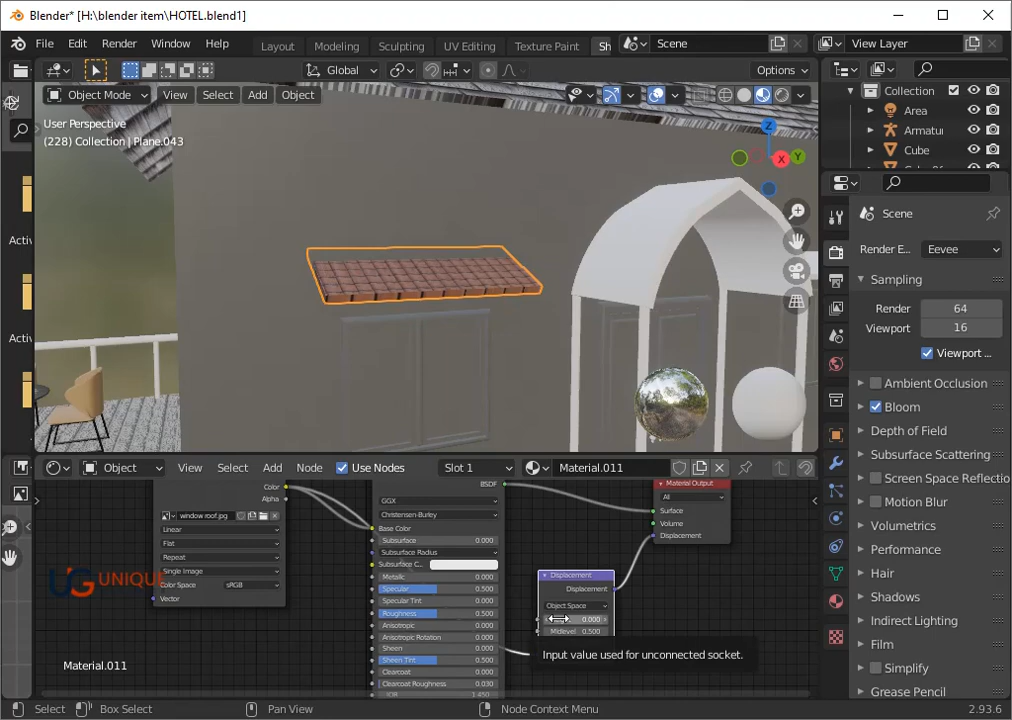 Blender* [H:\blender item\HOTEL.blend1]
File Edit Render Window Help Layout Modeling Sculpting UV Editing Texture Paint Sh Scene View Layer
Global Options
Object Mode View Select Add Object
User Perspective
(228) Collection | Plane.043
Z
X Y
Activ
Activ
Collection
Area
Armatur
Cube
Scene
Render E... Eevee
Sampling
Render 64
Viewport 16
Viewport ...
Ambient Occlusion
Bloom
Depth of Field
Subsurface Scattering
Screen Space Reflectio
Motion Blur
Volumetrics
Performance
Hair
Shadows
Indirect Lighting
Film
Simplify
Grease Pencil
Object View Select Add Node Use Nodes Slot 1 Material.011
Color
Alpha
window roof.jpg
Linear
Flat
Repeat
Single Image
Color Space sRGB
Vector
UG UNIQUE
BSDF
GGX
Christensen-Burley
Base Color
Subsurface 0.000
Subsurface Radius
Subsurface C...
Metallic 0.000
Specular 0.500
Specular Tint 0.000
Roughness 0.500
Anisotropic 0.000
Anisotropic Rotation 0.000
Sheen 0.000
Sheen Tint 0.500
Clearcoat 0.000
Clearcoat Roughness 0.030
IOR 1.450
Displacement
Displacement
Object Space
0.000
Midlevel 0.500
Material Output
All
Surface
Volume
Displacement
Input value used for unconnected socket.
Material.011
Select Box Select Pan View Node Context Menu 2.93.6